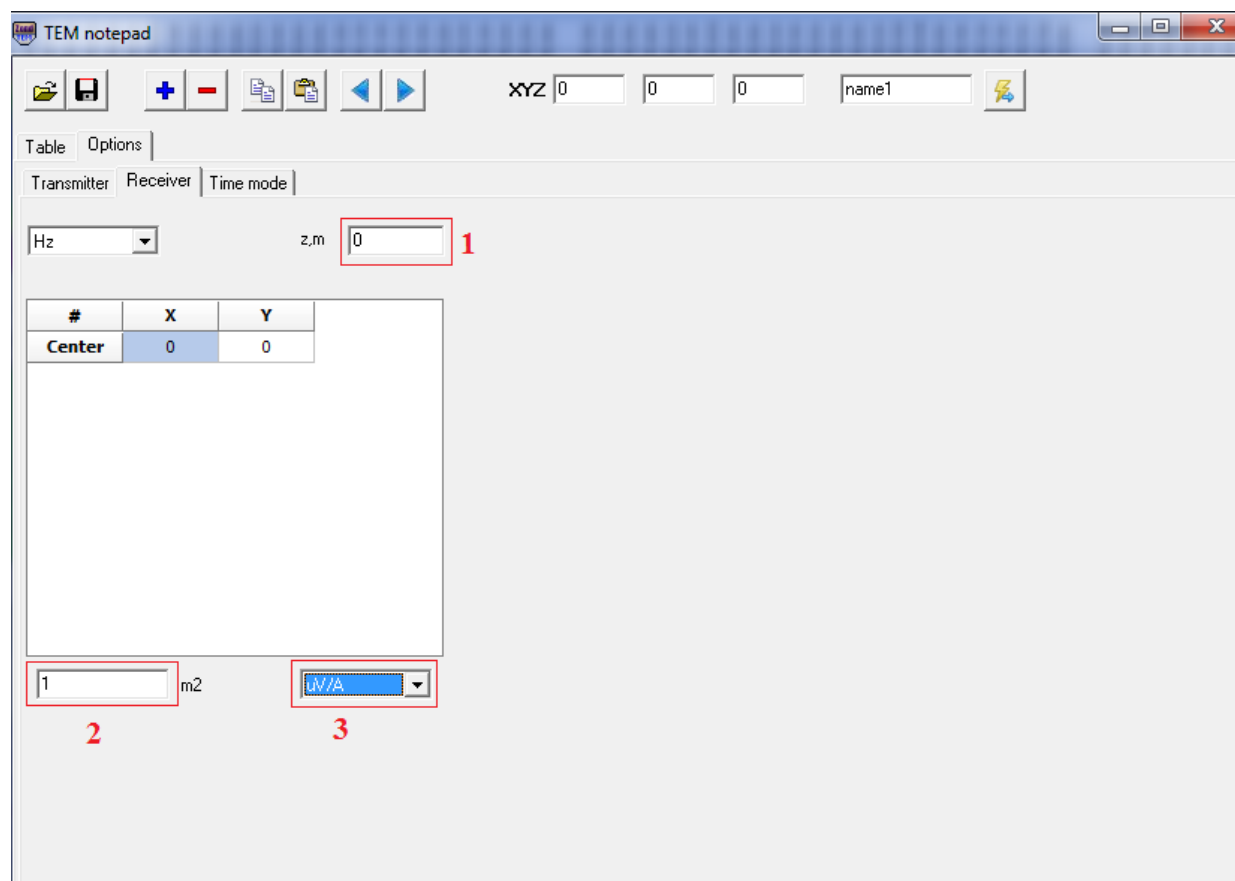 TEM notepad
XYZ 0 0 0 name1
Table Options
Transmitter Receiver Time mode
Hz z,m 0 1
# X Y
Center 0 0
1 m2 uV/A
2 3